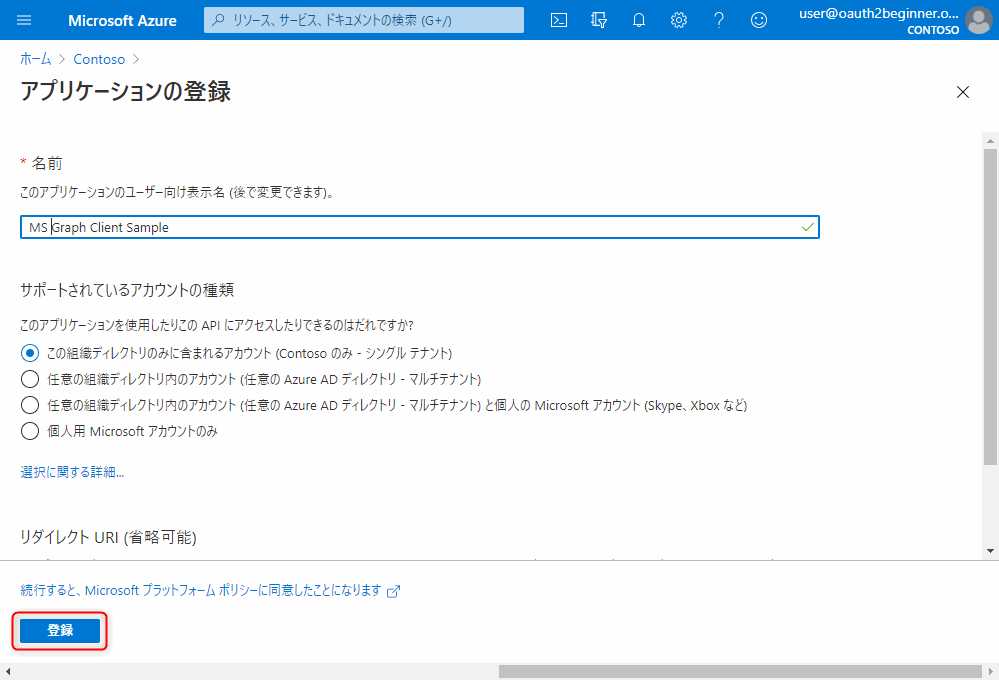 Microsoft Azure
リソース、サービス、ドキュメントの検索 (G+/)
user@oauth2beginner.o...
CONTOSO
ホーム > Contoso >
アプリケーションの登録
* 名前
このアプリケーションのユーザー向け表示名 (後で変更できます)。
MS Graph Client Sample
サポートされているアカウントの種類
このアプリケーションを使用したりこの API にアクセスしたりできるのはだれですか?
この組織ディレクトリのみに含まれるアカウント (Contoso のみ - シングル テナント)
任意の組織ディレクトリ内のアカウント (任意の Azure AD ディレクトリ - マルチテナント)
任意の組織ディレクトリ内のアカウント (任意の Azure AD ディレクトリ - マルチテナント) と個人の Microsoft アカウント (Skype、Xbox など)
個人用 Microsoft アカウントのみ
選択に関する詳細...
リダイレクト URI (省略可能)
続行すると、Microsoft プラットフォーム ポリシーに同意したことになります
登録